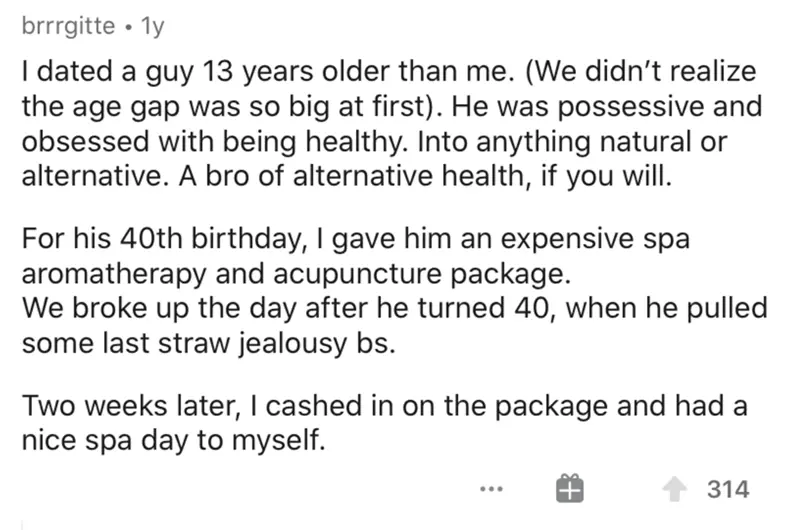 brrrgitte • 1y
I dated a guy 13 years older than me. (We didn’t realize
the age gap was so big at first). He was possessive and
obsessed with being healthy. Into anything natural or
alternative. A bro of alternative health, if you will.
For his 40th birthday, I gave him an expensive spa
aromatherapy and acupuncture package.
We broke up the day after he turned 40, when he pulled
some last straw jealousy bs.
Two weeks later, I cashed in on the package and had a
nice spa day to myself.
314